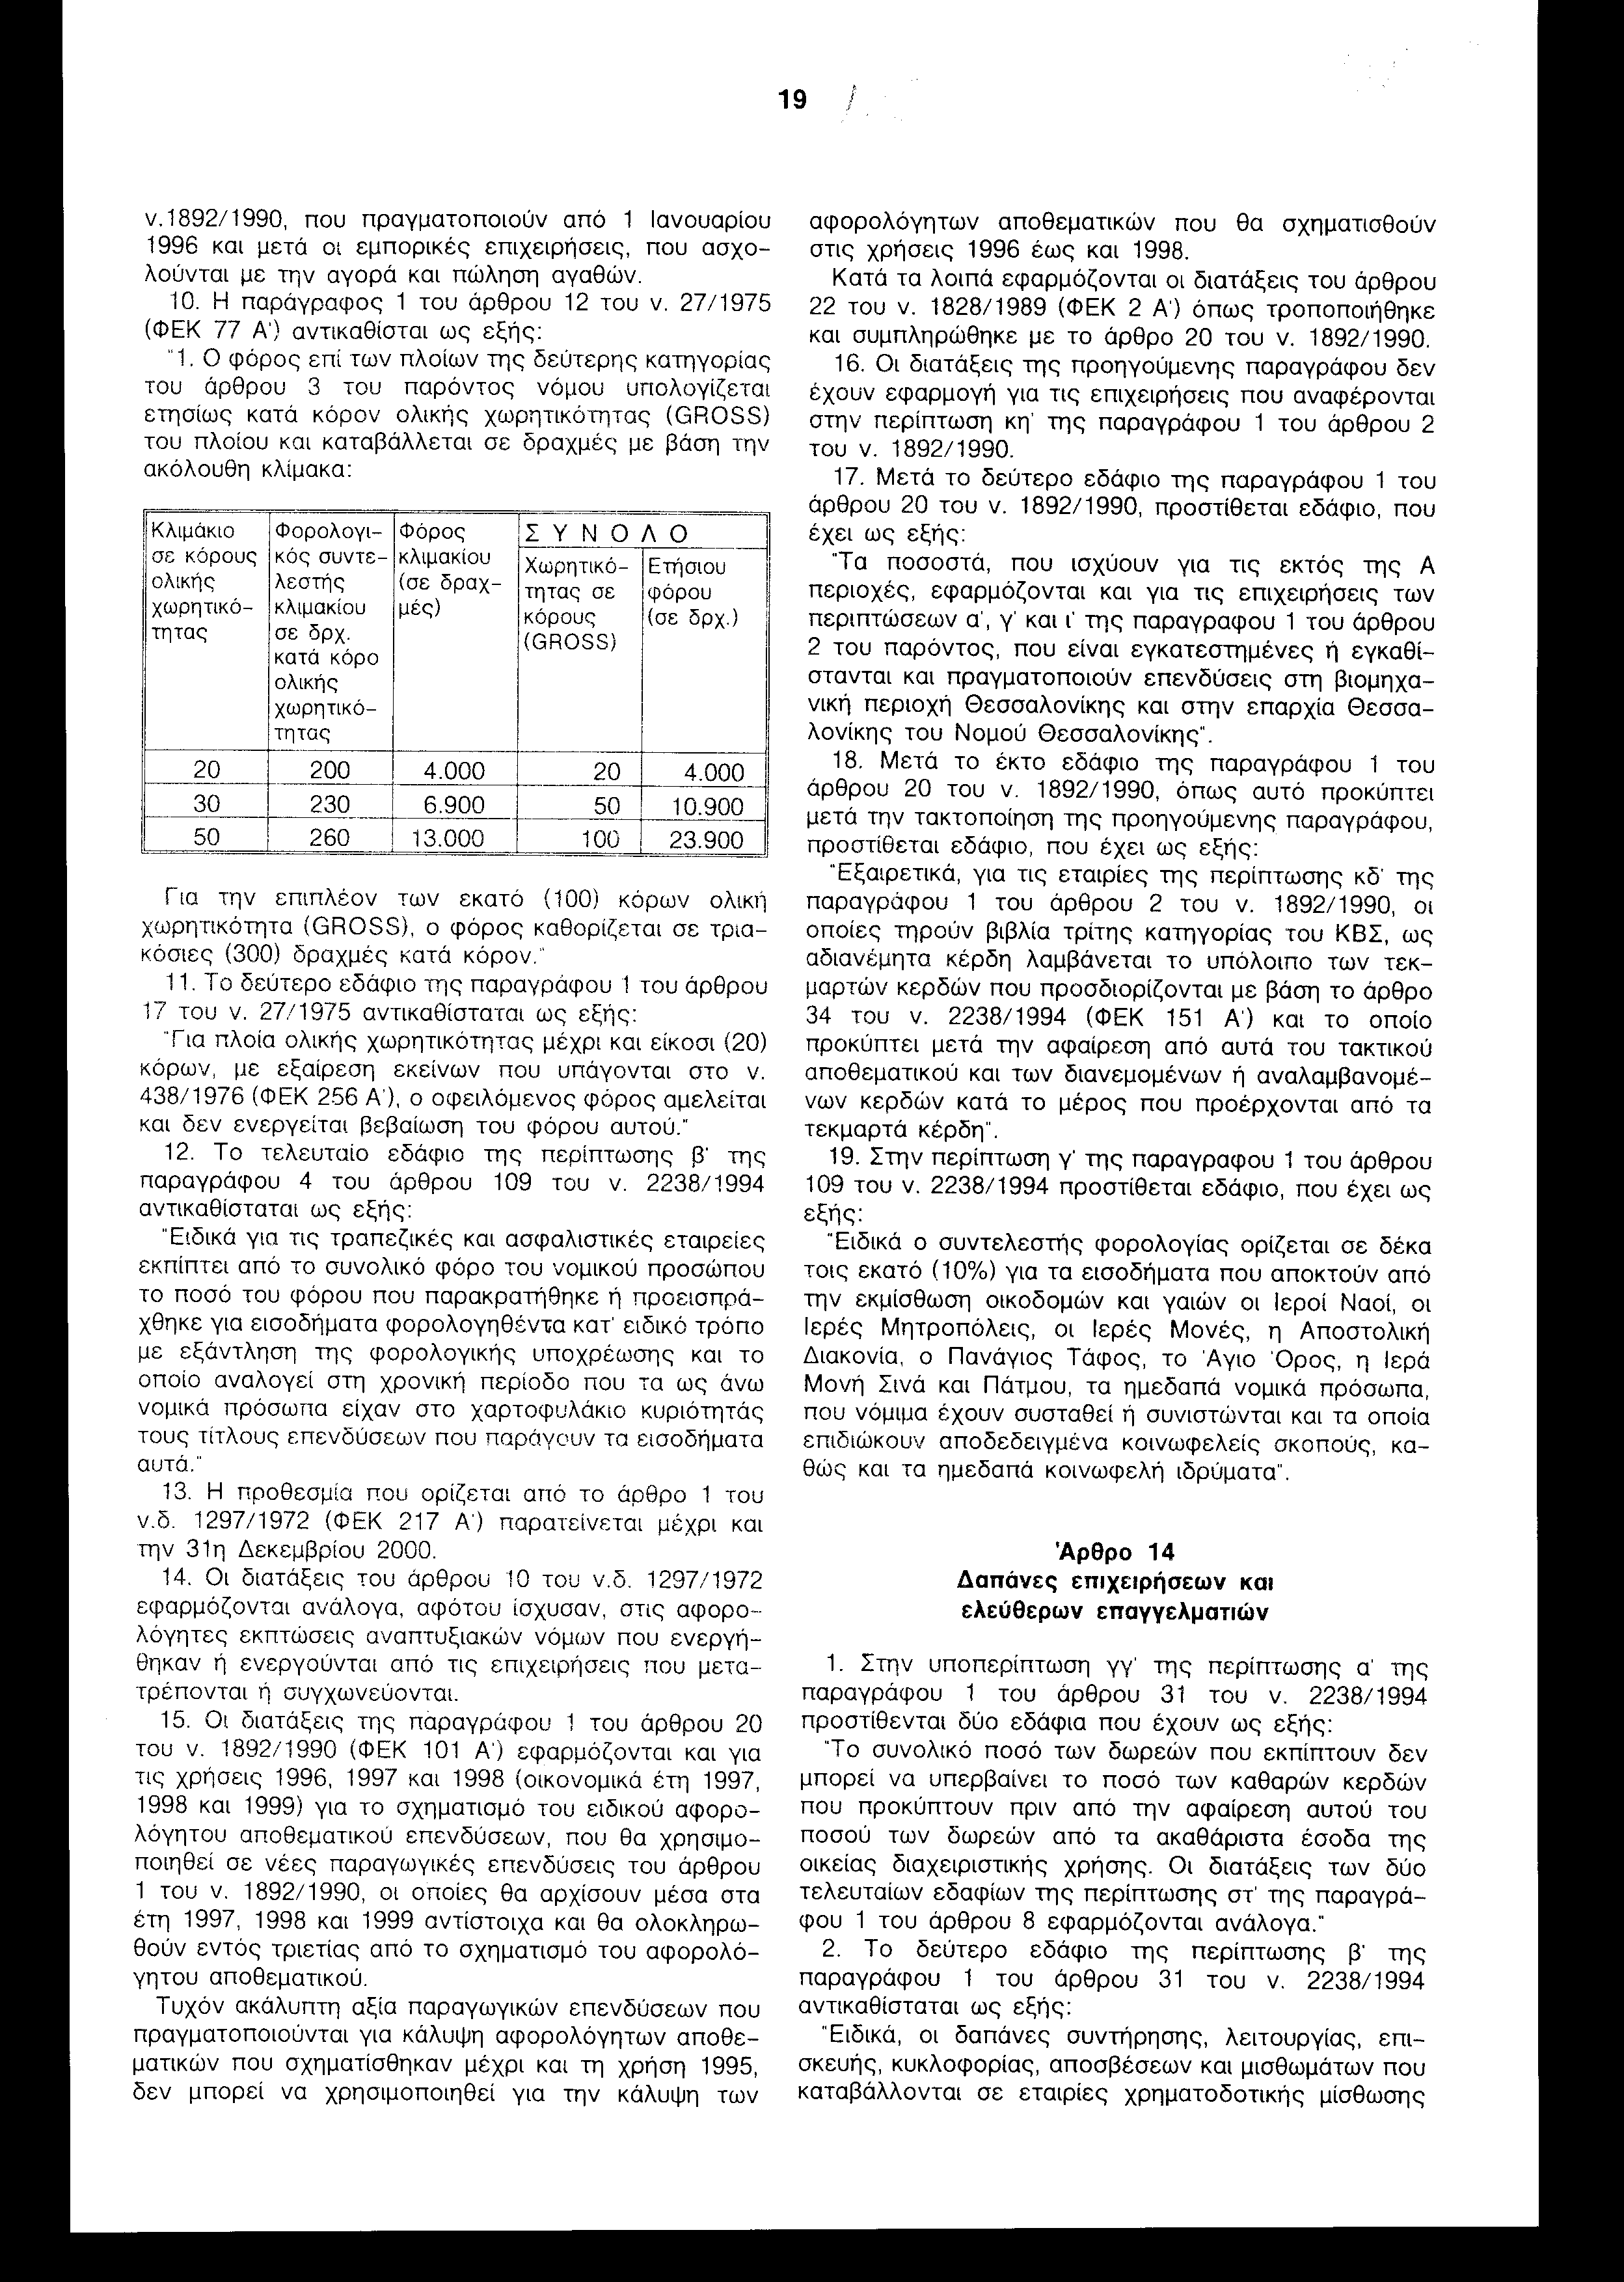 19
ν.1892/1990, που πραγματοποιούν από 1 Ιανουαρίου
1996 και μετά οι εμπορικές επιχειρήσεις, που ασχο-
λούνται με την αγορά και πώληση αγαθών.
10. Η παράγραφος 1 του άρθρου 12 του ν. 27/1975
(ΦΕΚ 77 Α') αντικαθίσται ως εξής:
"1. Ο φόρος επί των πλοίων της δεύτερης κατηγορίας
του άρθρου 3 του παρόντος νόμου υπολογίζεται
ετησίως κατά κόρον ολικής χωρητικότητας (GROSS)
του πλοίου και καταβάλλεται σε δραχμές με βάση την
ακόλουθη κλίμακα:
Κλιμάκιο σε κόρους ολικής χωρητικό- τητας | Φορολογι- κός συντε- λεστής κλιμακίου σε δρχ. κατά κόρο ολικής χωρητικό- τητας | Φόρος κλιμακίου (σε δραχ- μές) | Σ Υ Ν Ο Λ Ο
Χωρητικό- τητας σε κόρους (GROSS) | Ετήσιου φόρου (σε δρχ.)
20 200 4.000 20 4.000
30 230 6.900 50 10.900
50 260 13.000 100 23.900
Για την επιπλέον των εκατό (100) κόρων ολική
χωρητικότητα (GROSS), ο φόρος καθορίζεται σε τρια-
κόσιες (300) δραχμές κατά κόρον."
11. Το δεύτερο εδάφιο της παραγράφου 1 του άρθρου
17 του ν. 27/1975 αντικαθίσταται ως εξής:
"Για πλοία ολικής χωρητικότητας μέχρι και είκοσι (20)
κόρων, με εξαίρεση εκείνων που υπάγονται στο ν.
438/1976 (ΦΕΚ 256 Α'), ο οφειλόμενος φόρος αμελείται
και δεν ενεργείται βεβαίωση του φόρου αυτού."
12. Το τελευταίο εδάφιο της περίπτωσης β' της
παραγράφου 4 του άρθρου 109 του ν. 2238/1994
αντικαθίσταται ως εξής:
"Ειδικά για τις τραπεζικές και ασφαλιστικές εταιρείες
εκπίπτει από το συνολικό φόρο του νομικού προσώπου
το ποσό του φόρου που παρακρατήθηκε ή προεισπρά-
χθηκε για εισοδήματα φορολογηθέντα κατ' ειδικό τρόπο
με εξάντληση της φορολογικής υποχρέωσης και το
οποίο αναλογεί στη χρονική περίοδο που τα ως άνω
νομικά πρόσωπα είχαν στο χαρτοφυλάκιο κυριότητάς
τους τίτλους επενδύσεων που παράγουν τα εισοδήματα
αυτά."
13. Η προθεσμία που ορίζεται από το άρθρο 1 του
ν.δ. 1297/1972 (ΦΕΚ 217 Α') παρατείνεται μέχρι και
την 31η Δεκεμβρίου 2000.
14. Οι διατάξεις του άρθρου 10 του ν.δ. 1297/1972
εφαρμόζονται ανάλογα, αφότου ίσχυσαν, στις αφορο-
λόγητες εκπτώσεις αναπτυξιακών νόμων που ενεργή-
θηκαν ή ενεργούνται από τις επιχειρήσεις που μετα-
τρέπονται ή συγχωνεύονται.
15. Οι διατάξεις της παραγράφου 1 του άρθρου 20
του ν. 1892/1990 (ΦΕΚ 101 Α') εφαρμόζονται και για
τις χρήσεις 1996, 1997 και 1998 (οικονομικά έτη 1997,
1998 και 1999) για το σχηματισμό του ειδικού αφορο-
λόγητου αποθεματικού επενδύσεων, που θα χρησιμο-
ποιηθεί σε νέες παραγωγικές επενδύσεις του άρθρου
1 του ν. 1892/1990, οι οποίες θα αρχίσουν μέσα στα
έτη 1997, 1998 και 1999 αντίστοιχα και θα ολοκληρω-
θούν εντός τριετίας από το σχηματισμό του αφορολό-
γητου αποθεματικού.
Τυχόν ακάλυπτη αξία παραγωγικών επενδύσεων που
πραγματοποιούνται για κάλυψη αφορολόγητων αποθε-
ματικών που σχηματίσθηκαν μέχρι και τη χρήση 1995,
δεν μπορεί να χρησιμοποιηθεί για την κάλυψη των
αφορολόγητων αποθεματικών που θα σχηματισθούν
στις χρήσεις 1996 έως και 1998.
Κατά τα λοιπά εφαρμόζονται οι διατάξεις του άρθρου
22 του ν. 1828/1989 (ΦΕΚ 2 Α') όπως τροποποιήθηκε
και συμπληρώθηκε με το άρθρο 20 του ν. 1892/1990.
16. Οι διατάξεις της προηγούμενης παραγράφου δεν
έχουν εφαρμογή για τις επιχειρήσεις που αναφέρονται
στην περίπτωση κη' της παραγράφου 1 του άρθρου 2
του ν. 1892/1990.
17. Μετά το δεύτερο εδάφιο της παραγράφου 1 του
άρθρου 20 του ν. 1892/1990, προστίθεται εδάφιο, που
έχει ως εξής:
"Τα ποσοστά, που ισχύουν για τις εκτός της Α
περιοχές, εφαρμόζονται και για τις επιχειρήσεις των
περιπτώσεων α', γ' και ι' της παραγραφου 1 του άρθρου
2 του παρόντος, που είναι εγκατεστημένες ή εγκαθί-
στανται και πραγματοποιούν επενδύσεις στη βιομηχα-
νική περιοχή Θεσσαλονίκης και στην επαρχία Θεσσα-
λονίκης του Νομού Θεσσαλονίκης".
18. Μετά το έκτο εδάφιο της παραγράφου 1 του
άρθρου 20 του ν. 1892/1990, όπως αυτό προκύπτει
μετά την τακτοποίηση της προηγούμενης παραγράφου,
προστίθεται εδάφιο, που έχει ως εξής:
"Εξαιρετικά, για τις εταιρίες της περίπτωσης κδ' της
παραγράφου 1 του άρθρου 2 του ν. 1892/1990, οι
οποίες τηρούν βιβλία τρίτης κατηγορίας του ΚΒΣ, ως
αδιανέμητα κέρδη λαμβάνεται το υπόλοιπο των τεκ-
μαρτών κερδών που προσδιορίζονται με βάση το άρθρο
34 του ν. 2238/1994 (ΦΕΚ 151 Α') και το οποίο
προκύπτει μετά την αφαίρεση από αυτά του τακτικού
αποθεματικού και των διανεμομένων ή αναλαμβανομέ-
νων κερδών κατά το μέρος που προέρχονται από τα
τεκμαρτά κέρδη".
19. Στην περίπτωση γ' της παραγραφου 1 του άρθρου
109 του ν. 2238/1994 προστίθεται εδάφιο, που έχει ως
εξής:
"Ειδικά ο συντελεστής φορολογίας ορίζεται σε δέκα
τοις εκατό (10%) για τα εισοδήματα που αποκτούν από
την εκμίσθωση οικοδομών και γαιών οι Ιεροί Ναοί, οι
Ιερές Μητροπόλεις, οι Ιερές Μονές, η Αποστολική
Διακονία, ο Πανάγιος Τάφος, το 'Αγιο 'Ορος, η Ιερά
Μονή Σινά και Πάτμου, τα ημεδαπά νομικά πρόσωπα,
που νόμιμα έχουν συσταθεί ή συνιστώνται και τα οποία
επιδιώκουν αποδεδειγμένα κοινωφελείς σκοπούς, κα-
θώς και τα ημεδαπά κοινωφελή ιδρύματα".
'Αρθρο 14
Δαπάνες επιχειρήσεων και
ελεύθερων επαγγελματιών
1. Στην υποπερίπτωση γγ' της περίπτωσης α' της
παραγράφου 1 του άρθρου 31 του ν. 2238/1994
προστίθενται δύο εδάφια που έχουν ως εξής:
"Το συνολικό ποσό των δωρεών που εκπίπτουν δεν
μπορεί να υπερβαίνει το ποσό των καθαρών κερδών
που προκύπτουν πριν από την αφαίρεση αυτού του
ποσού των δωρεών από τα ακαθάριστα έσοδα της
οικείας διαχειριστικής χρήσης. Οι διατάξεις των δύο
τελευταίων εδαφίων της περίπτωσης στ' της παραγρά-
φου 1 του άρθρου 8 εφαρμόζονται ανάλογα."
2. Το δεύτερο εδάφιο της περίπτωσης β' της
παραγράφου 1 του άρθρου 31 του ν. 2238/1994
αντικαθίσταται ως εξής:
"Ειδικά, οι δαπάνες συντήρησης, λειτουργίας, επι-
σκευής, κυκλοφορίας, αποσβέσεων και μισθωμάτων που
καταβάλλονται σε εταιρίες χρηματοδοτικής μίσθωσης